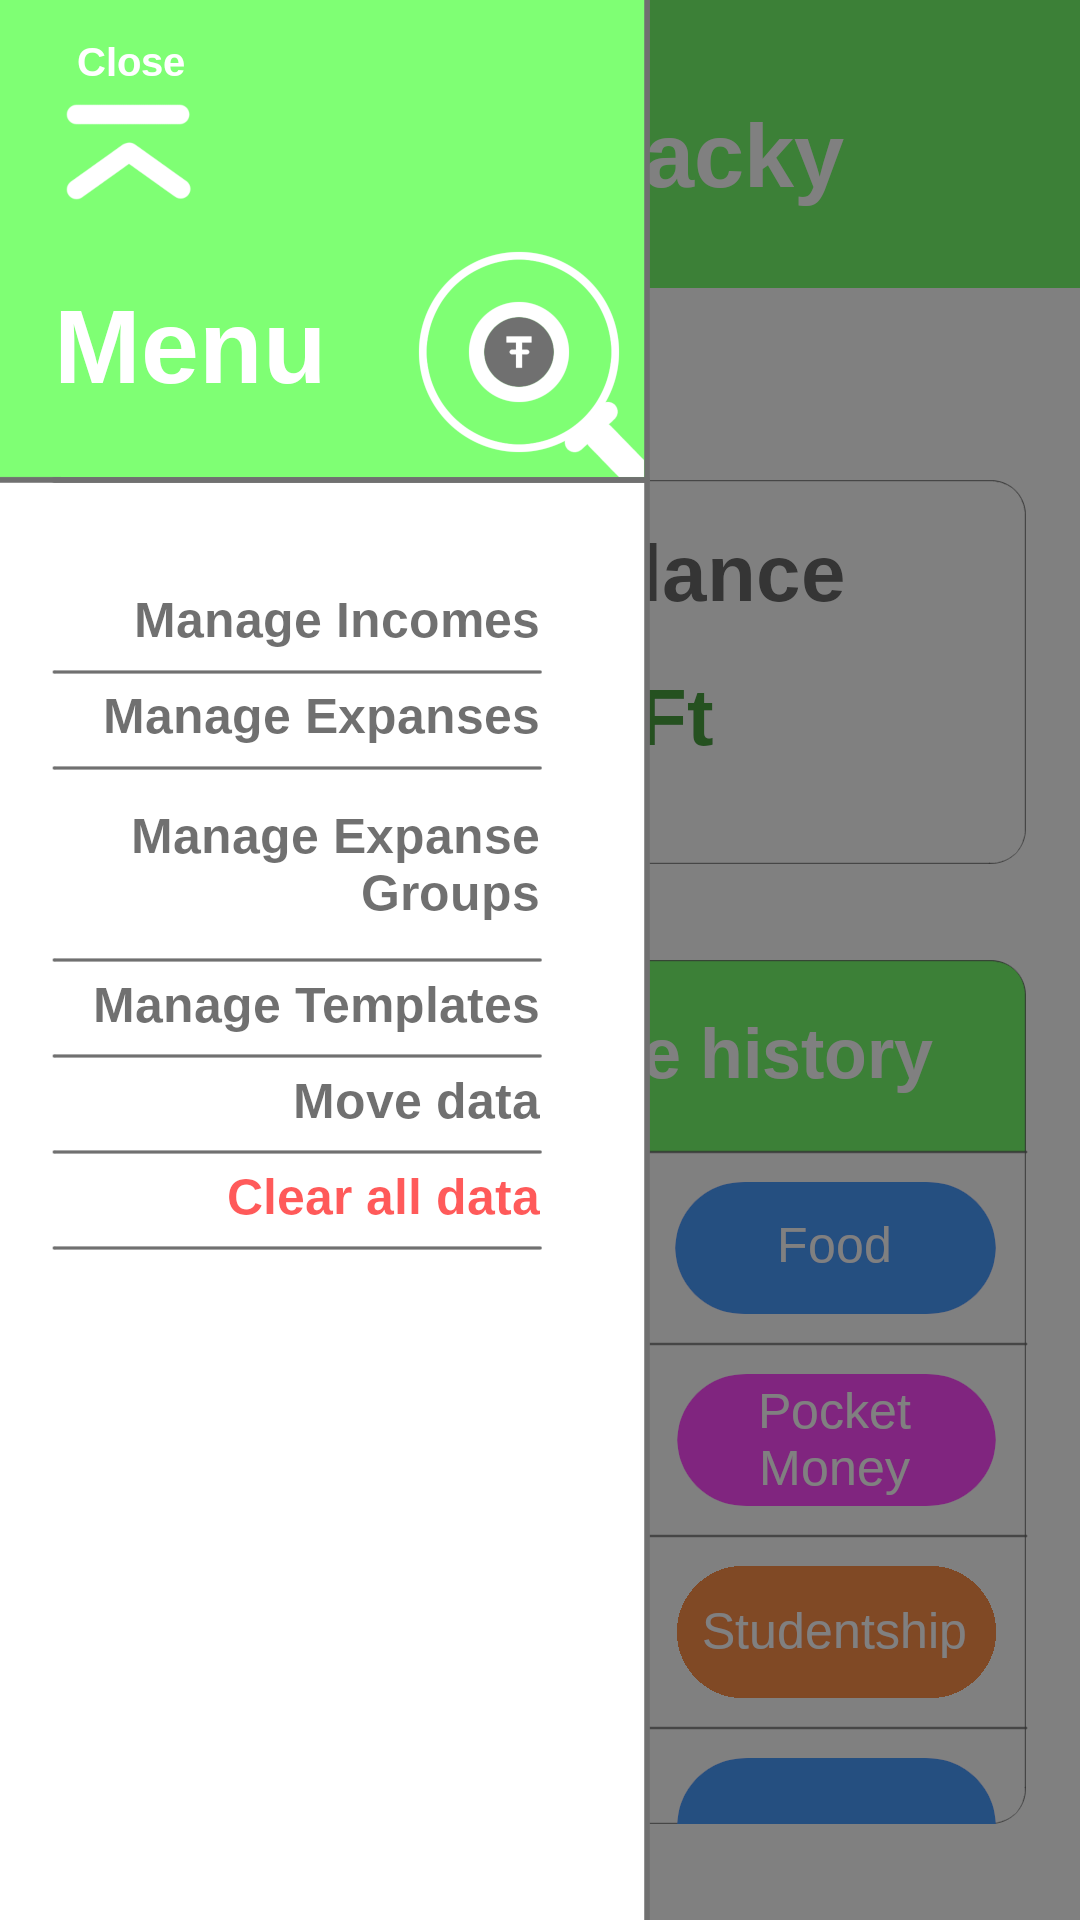 Close
acky
Menu
lance
Ft
Manage Incomes
Manage Expanses
Manage Expanse
Groups
Manage Templates
Move data
Clear all data
e history
Food
Pocket
Money
Studentship